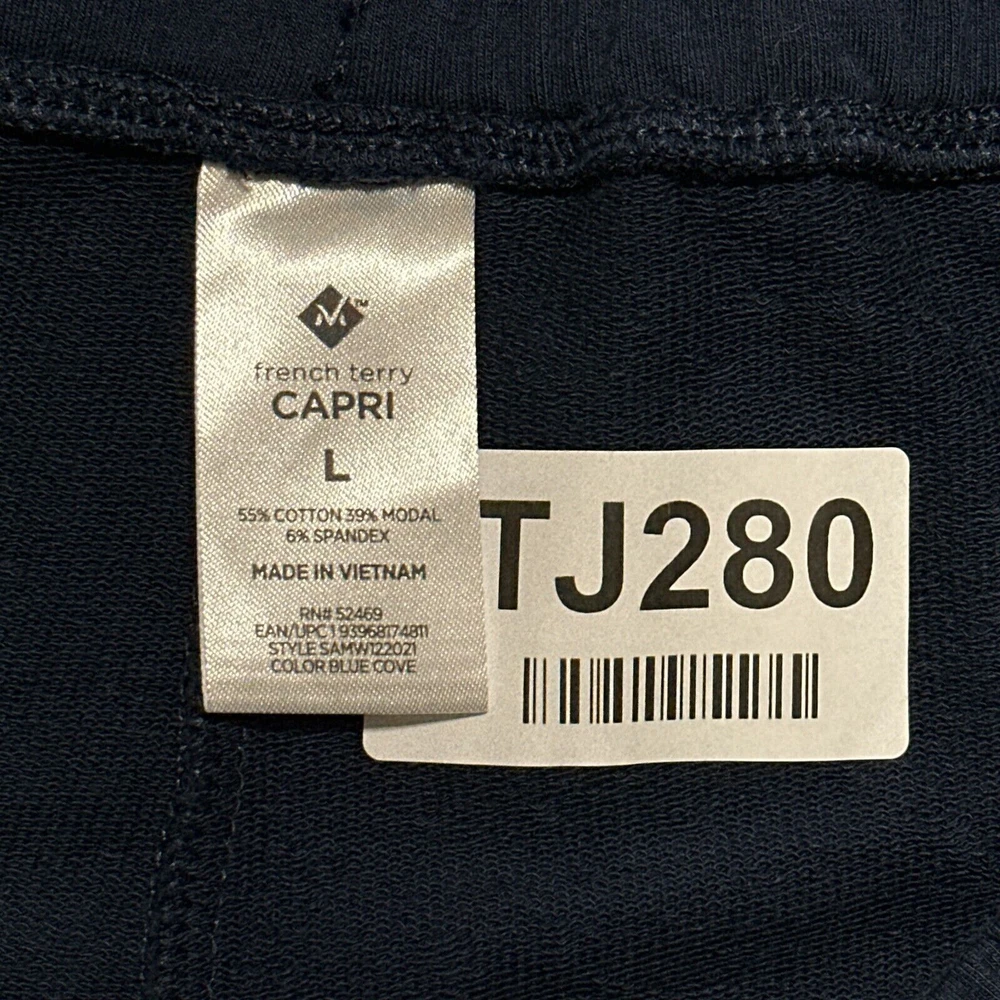 M™
french terry
CAPRI
L
55% COTTON 39% MODAL
6% SPANDEX
MADE IN VIETNAM
RN# 52469
EAN/UPC 193968174811
STYLE SAMW122021
COLOR BLUE COVE
TJ280